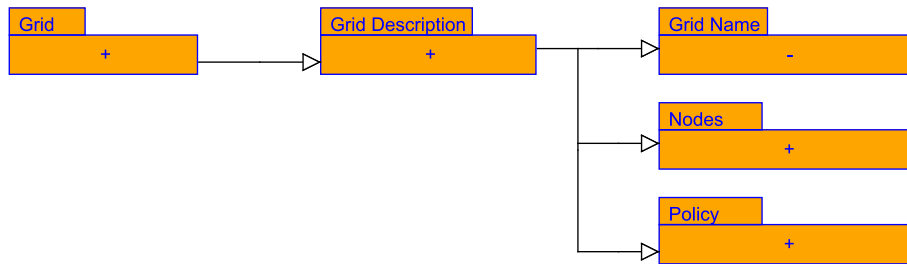 Grid
+
Grid Description
+
Grid Name
-
Nodes
+
Policy
+